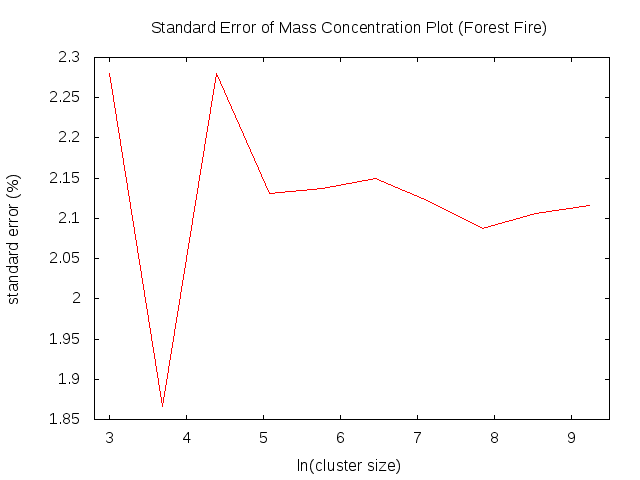 Standard Error of Mass Concentration Plot (Forest Fire)
2.3
2.25
2.2
2.15
2.1
2.05
2
1.95
1.9
1.85
standard error (%)
3 4 5 6 7 8 9
ln(cluster size)